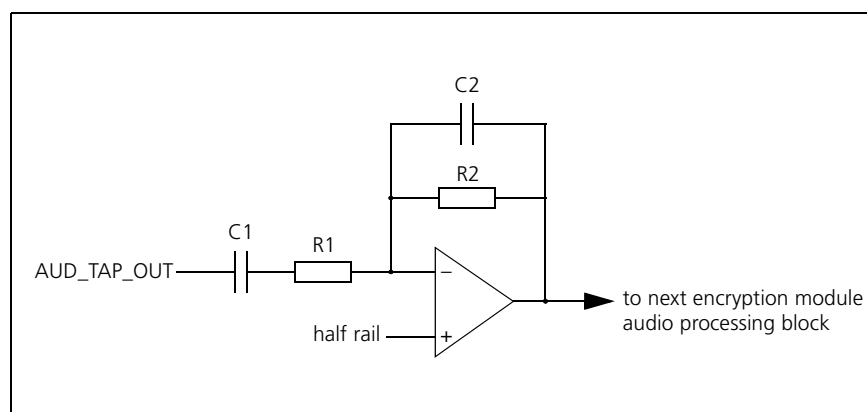 C2
R2
C1
R1
AUD_TAP_OUT
−
half rail
+
to next encryption module
audio processing block